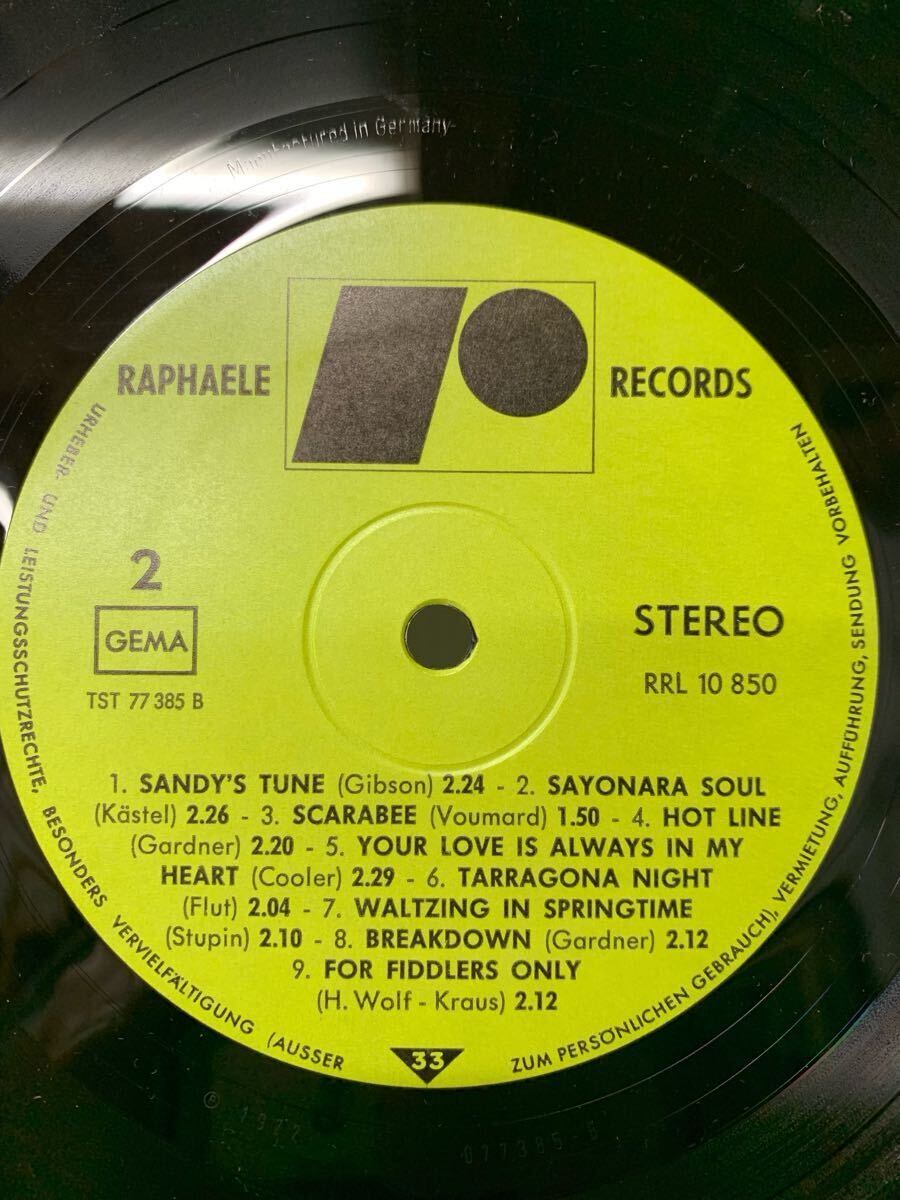 Manufactured in Germany
RAPHAELE
RECORDS
2
GEMA
TST 77 385 B
STEREO
RRL 10 850
1. SANDY'S TUNE (Gibson) 2.24 - 2. SAYONARA SOUL
(Kästel) 2.26 - 3. SCARABEE (Voumard) 1.50 - 4. HOT LINE
(Gardner) 2.20 - 5. YOUR LOVE IS ALWAYS IN MY
HEART (Cooler) 2.29 - 6. TARRAGONA NIGHT
(Flut) 2.04 - 7. WALTZING IN SPRINGTIME
(Stupin) 2.10 - 8. BREAKDOWN (Gardner) 2.12
9. FOR FIDDLERS ONLY
(H. Wolf - Kraus) 2.12
URHEBER- UND LEISTUNGSSCHUTZRECHTE, BESONDERS VERVIELFÄLTIGUNG (AUSSER
33
ZUM PERSÖNLICHEN GEBRAUCH), VERMIETUNG, AUFFÜHRUNG, SENDUNG VORBEHALTEN
℗ 1972
077385-B